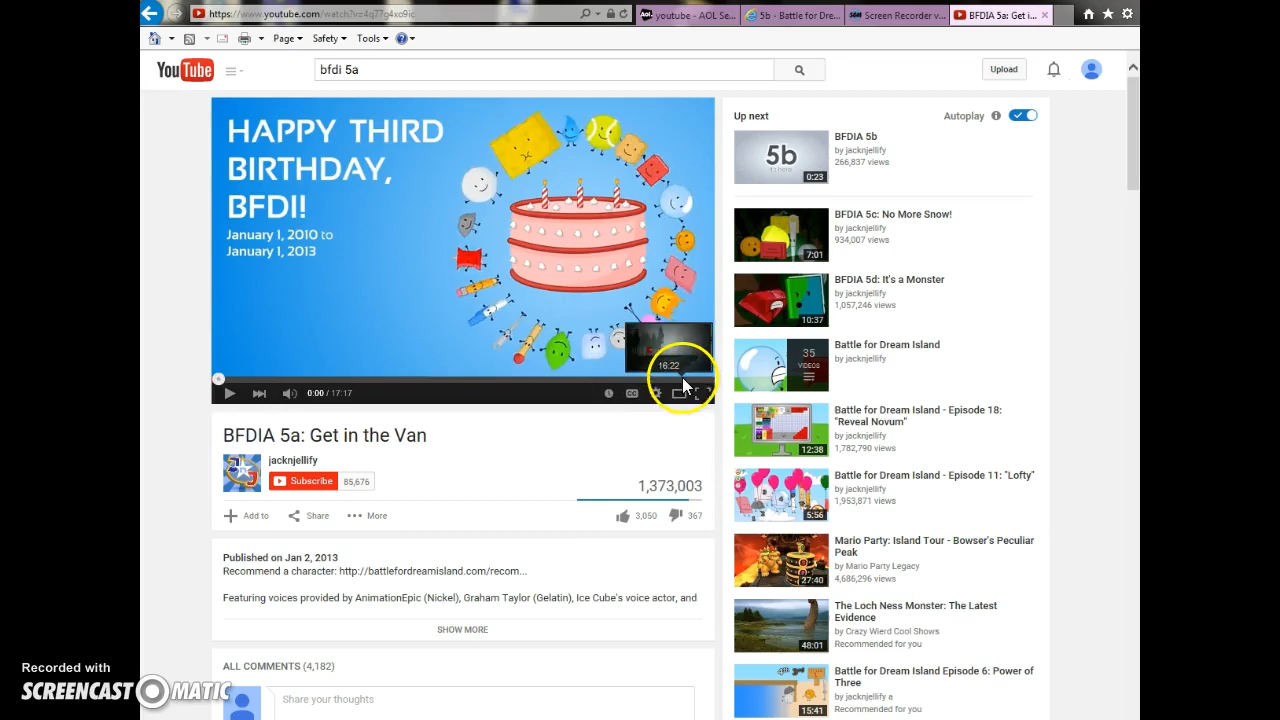 https://www.youtube.com/watch?v=4q77g4xo9ic
youtube - AOL Se...
5b - Battle for Dre...
Screen Recorder v...
BFDIA 5a: Get i...
Page
Safety
Tools
YouTube
bfdi 5a
Upload
HAPPY THIRD
BIRTHDAY,
BFDI!
January 1, 2010 to
January 1, 2013
16:22
0:00 / 17:17
CC
BFDIA 5a: Get in the Van
jacknjellify
Subscribe
85,676
1,373,003
Add to
Share
More
3,050
367
Published on Jan 2, 2013
Recommend a character: http://battlefordreamisland.com/recom...
Featuring voices provided by AnimationEpic (Nickel), Graham Taylor (Gelatin), Ice Cube's voice actor, and
SHOW MORE
ALL COMMENTS (4,182)
Share your thoughts
Up next
Autoplay
5b
0:23
BFDIA 5b
by jacknjellify
266,837 views
7:01
BFDIA 5c: No More Snow!
by jacknjellify
934,007 views
10:37
BFDIA 5d: It's a Monster
by jacknjellify
1,057,246 views
35
VIDEOS
Battle for Dream Island
by jacknjellify
12:38
Battle for Dream Island - Episode 18:
"Reveal Novum"
by jacknjellify
1,782,790 views
5:56
Battle for Dream Island - Episode 11: "Lofty"
by jacknjellify
1,953,871 views
27:40
Mario Party: Island Tour - Bowser's Peculiar
Peak
by Mario Party Legacy
4,686,296 views
48:01
The Loch Ness Monster: The Latest
Evidence
by Crazy Wierd Cool Shows
Recommended for you
15:41
Battle for Dream Island Episode 6: Power of
Three
by jacknjellify a
Recommended for you
Recorded with
SCREENCAST-O-MATIC